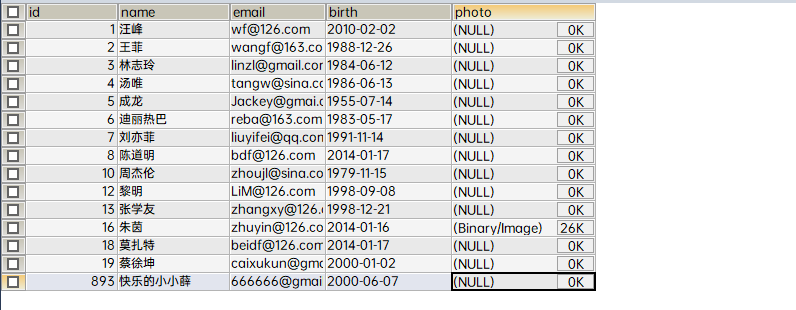 id name email birth photo
1 汪峰 wf@126.com 2010-02-02 (NULL) 0K
2 王菲 wangf@163.co 1988-12-26 (NULL) 0K
3 林志玲 linzl@gmail.cor 1984-06-12 (NULL) 0K
4 汤唯 tangw@sina.co 1986-06-13 (NULL) 0K
5 成龙 Jackey@gmai.c 1955-07-14 (NULL) 0K
6 迪丽热巴 reba@163.com 1983-05-17 (NULL) 0K
7 刘亦菲 liuyifei@qq.con 1991-11-14 (NULL) 0K
8 陈道明 bdf@126.com 2014-01-17 (NULL) 0K
10 周杰伦 zhoujl@sina.co 1979-11-15 (NULL) 0K
12 黎明 LiM@126.com 1998-09-08 (NULL) 0K
13 张学友 zhangxy@126.c 1998-12-21 (NULL) 0K
16 朱茵 zhuyin@126.co 2014-01-16 (Binary/Image) 26K
18 莫扎特 beidf@126.com 2014-01-17 (NULL) 0K
19 蔡徐坤 caixukun@gmc 2000-01-02 (NULL) 0K
893 快乐的小小薛 666666@gmai 2000-06-07 (NULL) 0K